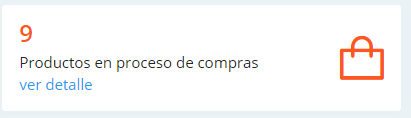 9
Productos en proceso de compras
ver detalle